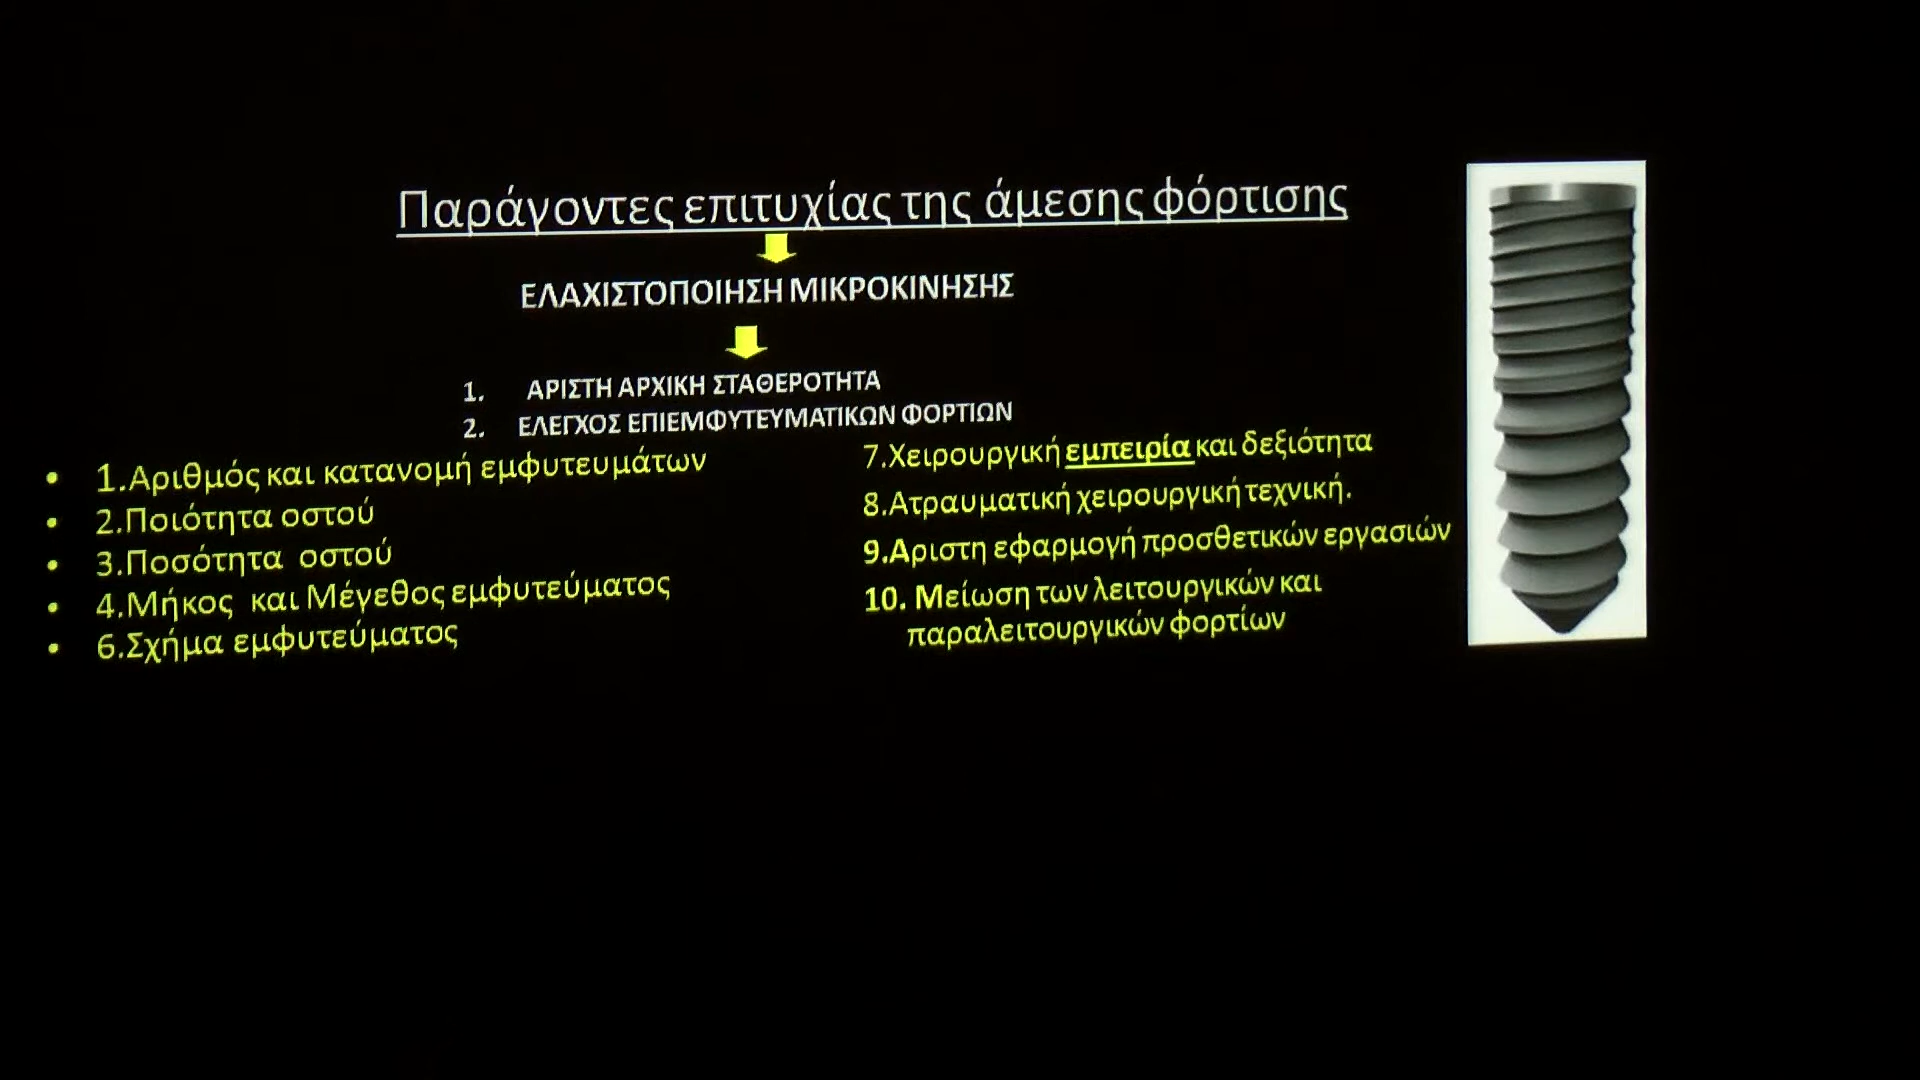 Παράγοντες επιτυχίας της άμεσης φόρτισης
ΕΛΑΧΙΣΤΟΠΟΙΗΣΗ ΜΙΚΡΟΚΙΝΗΣΗΣ
1. ΑΡΙΣΤΗ ΑΡΧΙΚΗ ΣΤΑΘΕΡΟΤΗΤΑ
2. ΕΛΕΓΧΟΣ ΕΠΙΕΜΦΥΤΕΥΜΑΤΙΚΩΝ ΦΟΡΤΙΩΝ
• 1.Αριθμός και κατανομή εμφυτευμάτων
• 2.Ποιότητα οστού
• 3.Ποσότητα οστού
• 4.Μήκος και Μέγεθος εμφυτεύματος
• 6.Σχήμα εμφυτεύματος
7.Χειρουργική εμπειρία και δεξιότητα
8.Ατραυματική χειρουργική τεχνική.
9.Αριστη εφαρμογή προσθετικών εργασιών
10. Μείωση των λειτουργικών και
παραλειτουργικών φορτίων